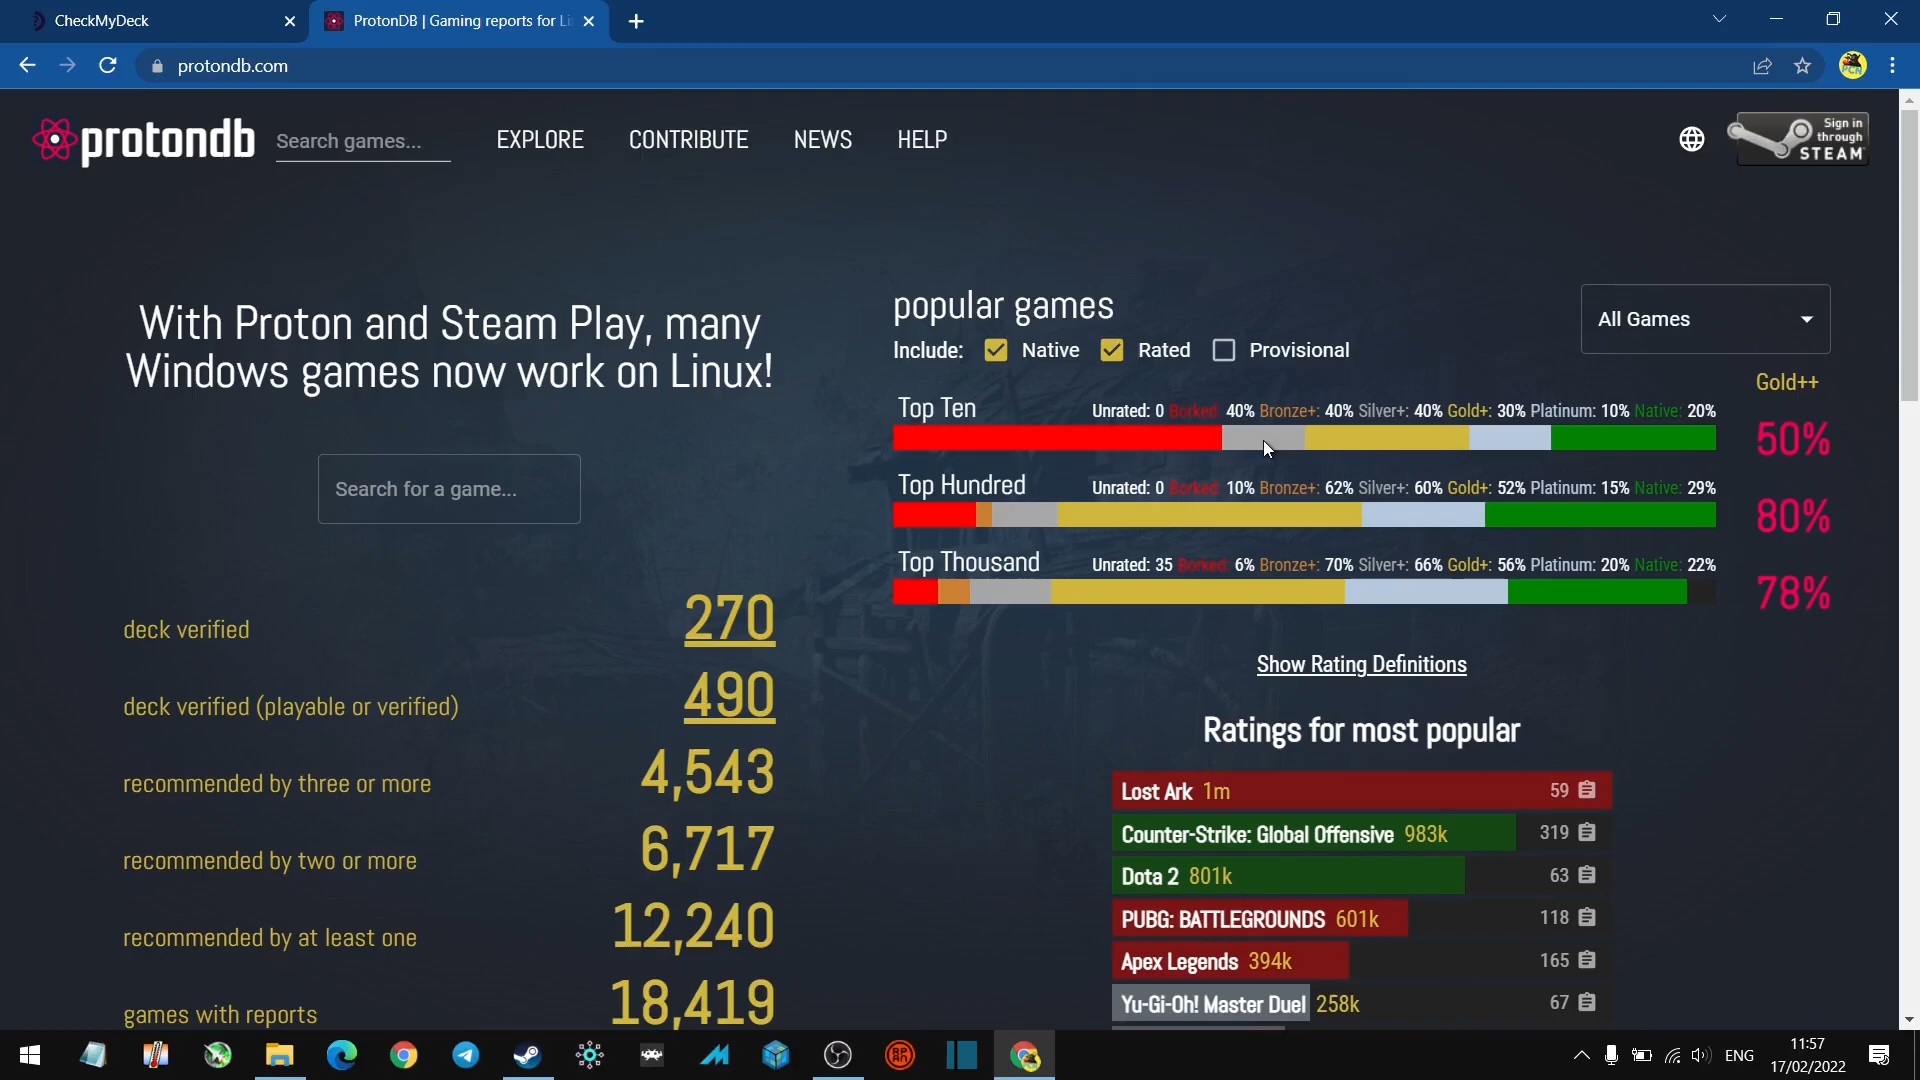 CheckMyDeck
ProtonDB | Gaming reports for Li
protondb.com
PCN
protondb
Search games...
EXPLORE
CONTRIBUTE
NEWS
HELP
Sign in
through
STEAM
With Proton and Steam Play, many
Windows games now work on Linux!
Search for a game...
deck verified 270
deck verified (playable or verified) 490
recommended by three or more 4,543
recommended by two or more 6,717
recommended by at least one 12,240
games with reports 18,419
popular games
All Games
Include: Native Rated Provisional
Gold++
Top Ten Unrated: 0 Borked: 40% Bronze+: 40% Silver+: 40% Gold+: 30% Platinum: 10% Native: 20%
50%
Top Hundred Unrated: 0 Borked: 10% Bronze+: 62% Silver+: 60% Gold+: 52% Platinum: 15% Native: 29%
80%
Top Thousand Unrated: 35 Borked: 6% Bronze+: 70% Silver+: 66% Gold+: 56% Platinum: 20% Native: 22%
78%
Show Rating Definitions
Ratings for most popular
Lost Ark 1m 59
Counter-Strike: Global Offensive 983k 319
Dota 2 801k 63
PUBG: BATTLEGROUNDS 601k 118
Apex Legends 394k 165
Yu-Gi-Oh! Master Duel 258k 67
ENG
11:57
17/02/2022